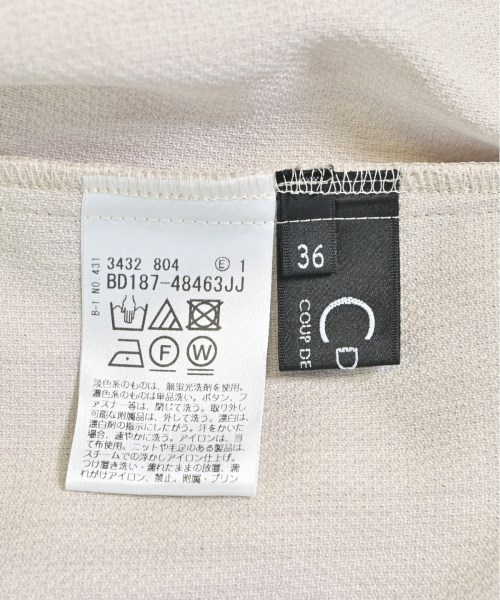 B-1 NO.431
3432 804 Ⓔ 1
BD187-48463JJ
Ⓕ Ⓦ
淡色系のものは、無蛍光洗剤を使用。
濃色系のものは単品洗い。ボタン、フ
ァスナー等は、閉じて洗う。取り外し
可能な附属品は、外して洗う。漂白は、
漂白剤の指示にしたがう。汗をかいた
場合、速やかに洗う。アイロンは、当
て布使用。ニットや毛足のある製品は、
スチームでの浮かしアイロン仕上げ。
つけ置き洗い・濡れたままの放置、濡
れがけアイロン、禁止。附属・プリン
36
CD
COUP DE